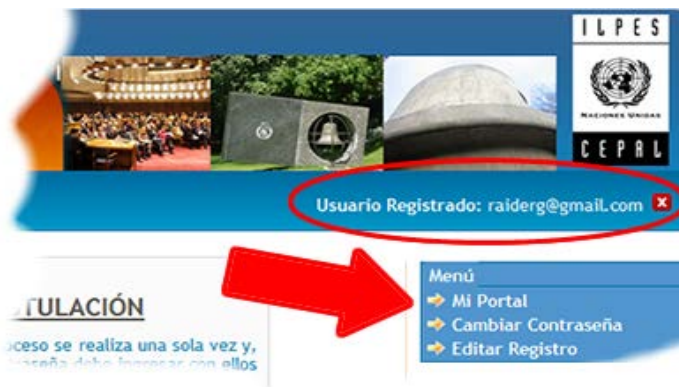 ILPES
NACIONES UNIDAS
CEPAL
Usuario Registrado: raiderg@gmail.com
Menú
Mi Portal
Cambiar Contraseña
Editar Registro
TULACIÓN
oceso se realiza una sola vez y,
aseña debe ingresar con ellos